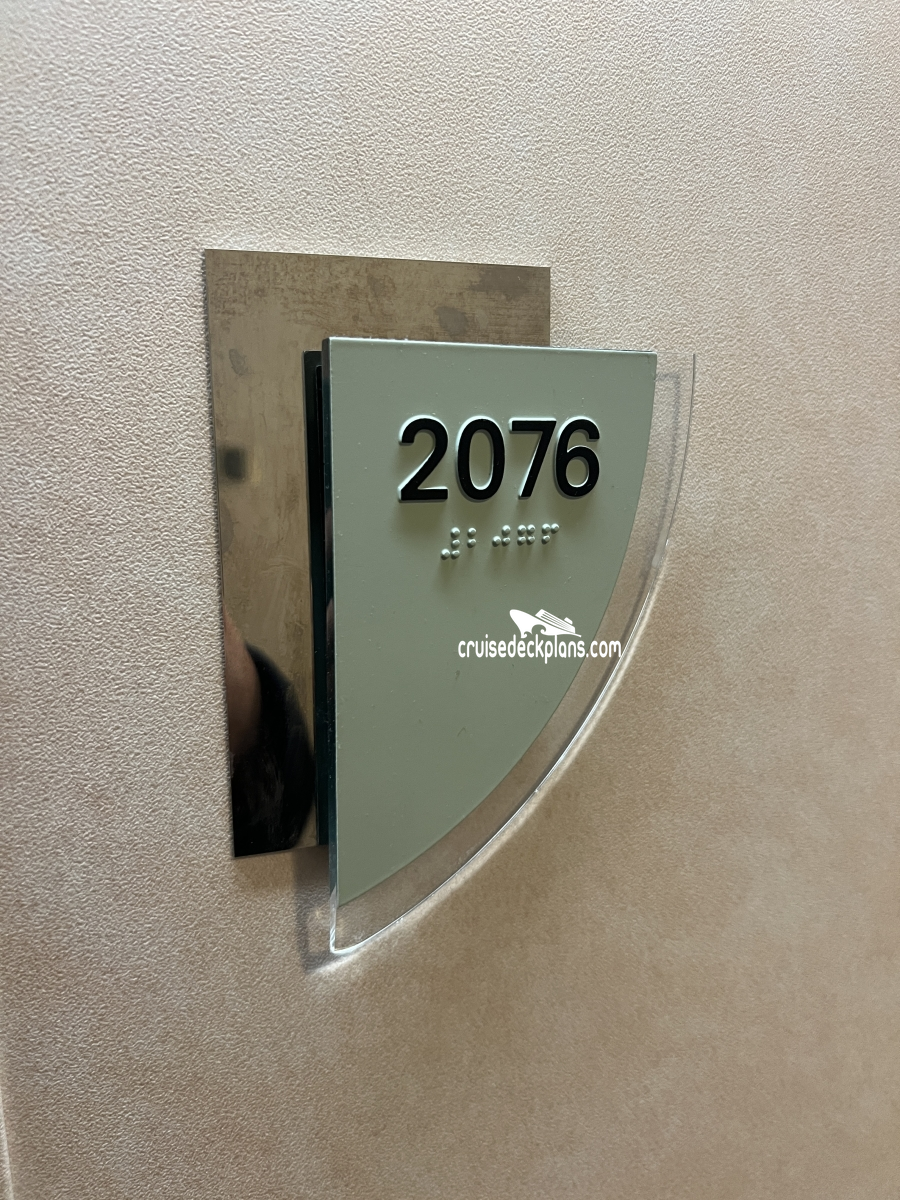 2076
⠼⠃⠚⠛⠋
cruisedeckplans.com